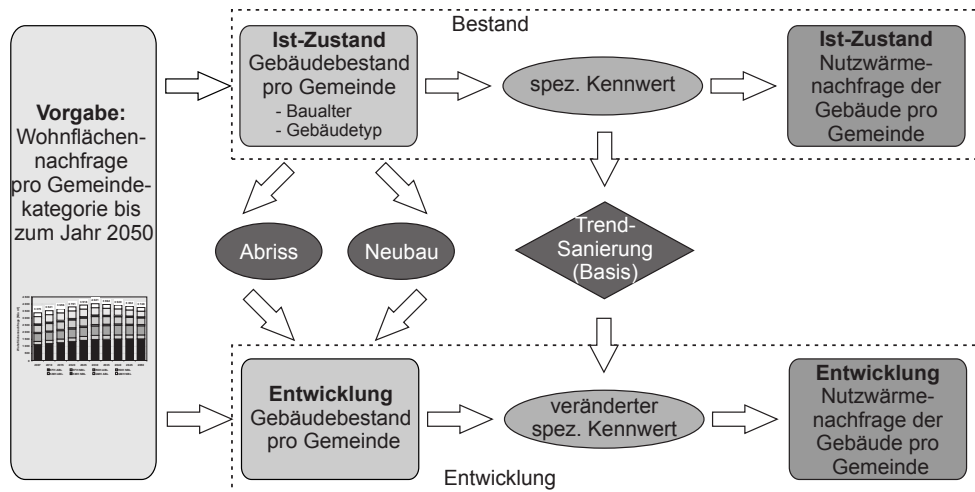 Bestand
Vorgabe:
Wohnflächen-
nachfrage
pro Gemeinde-
kategorie bis
zum Jahr 2050
Ist-Zustand
Gebäudebestand
pro Gemeinde
- Baualter
- Gebäudetyp
spez. Kennwert
Ist-Zustand
Nutzwärme-
nachfrage der
Gebäude pro
Gemeinde
Abriss
Neubau
Trend-
Sanierung
(Basis)
Entwicklung
Gebäudebestand
pro Gemeinde
veränderter
spez. Kennwert
Entwicklung
Nutzwärme-
nachfrage der
Gebäude pro
Gemeinde
Entwicklung